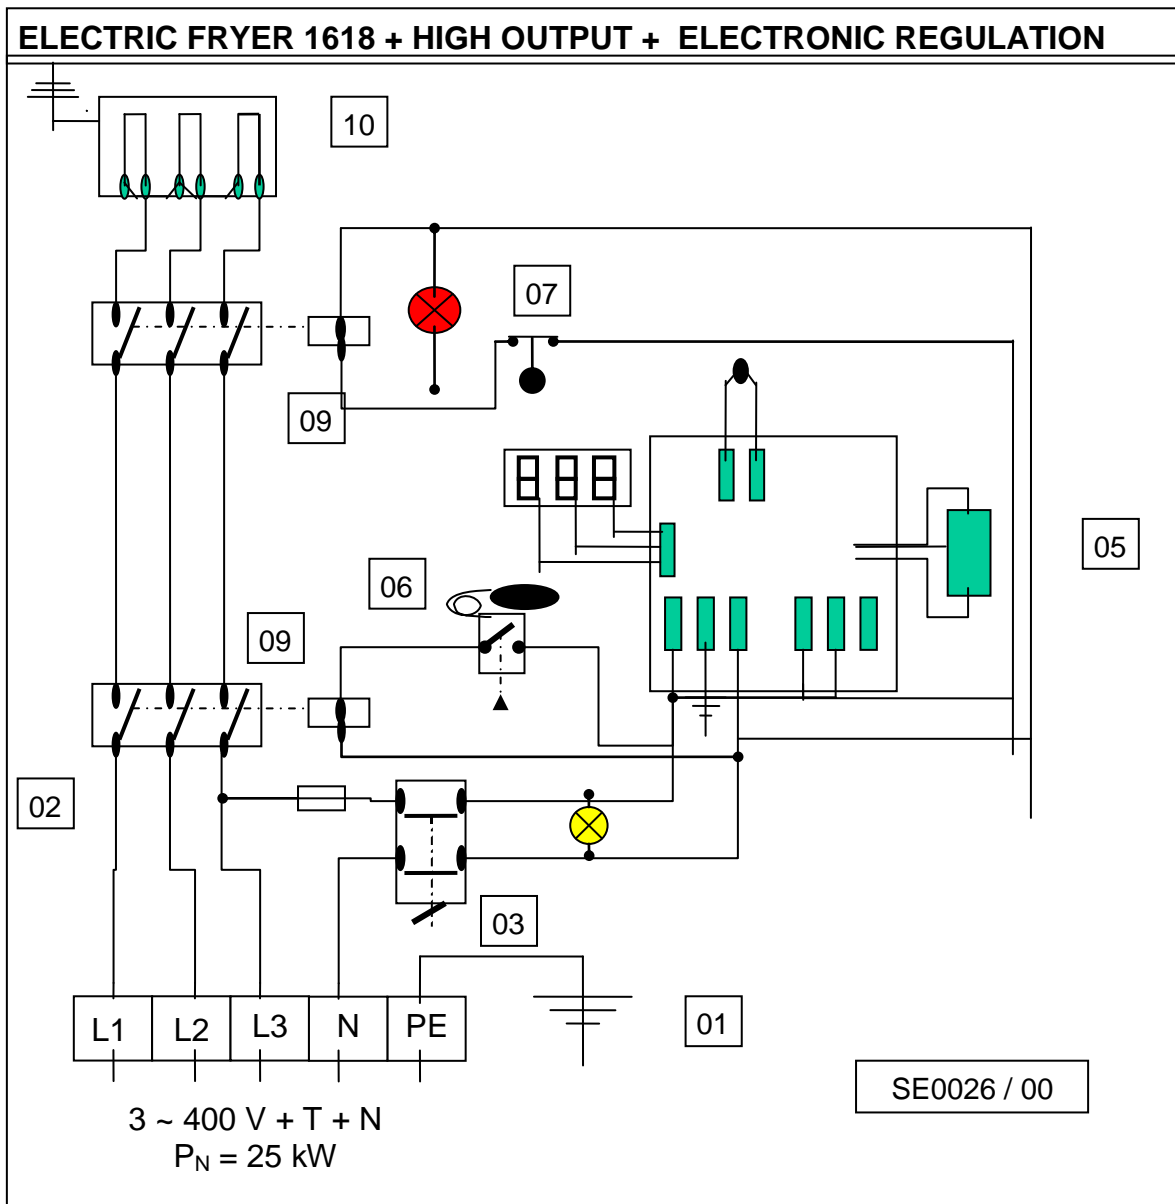 ELECTRIC FRYER 1618 + HIGH OUTPUT + ELECTRONIC REGULATION
10
07
09
05
06
09
02
03
01
L1 L2 L3 N PE
SE0026 / 00
3 ~ 400 V + T + N
PN = 25 kW